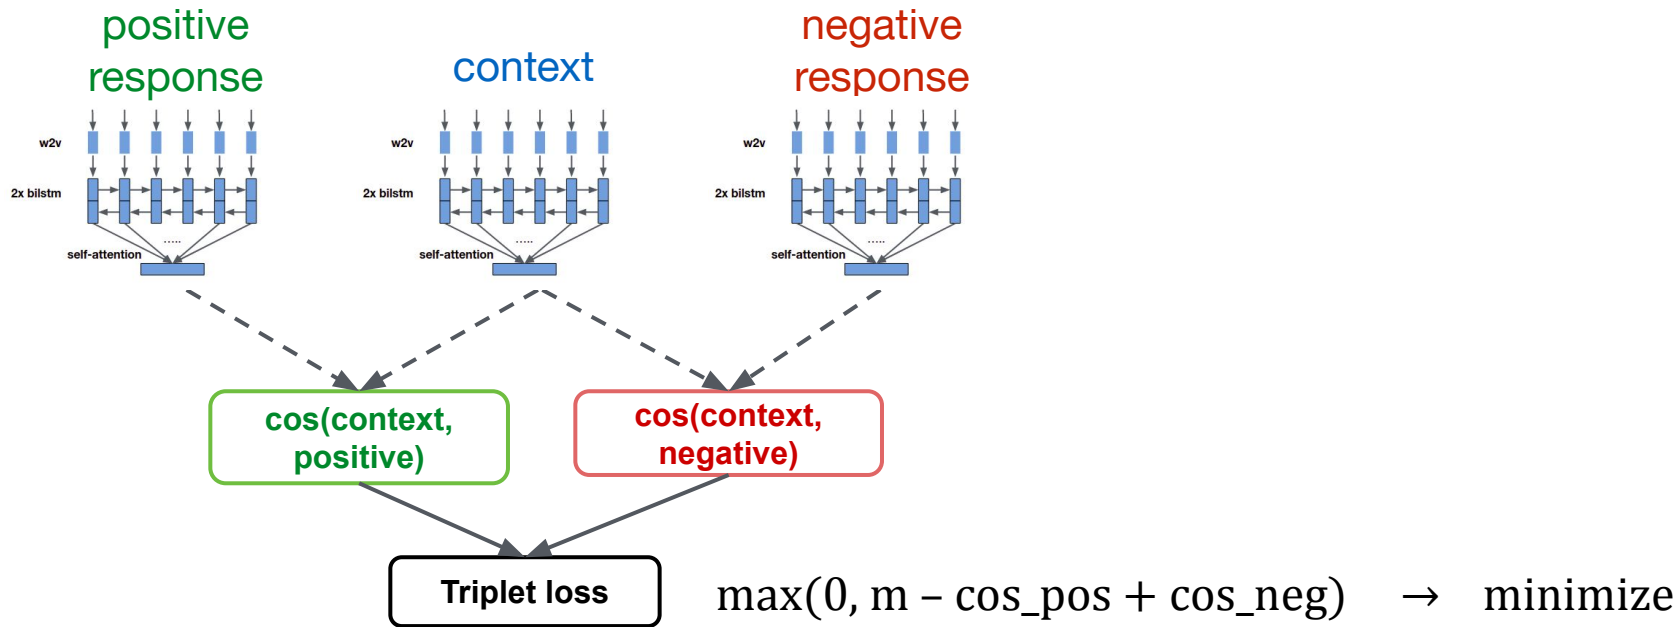 positive
response
context
negative
response
w2v
2x bilstm
.....
self-attention
w2v
2x bilstm
.....
self-attention
w2v
2x bilstm
.....
self-attention
cos(context,
positive)
cos(context,
negative)
Triplet loss
max(0, m – cos_pos + cos_neg) → minimize